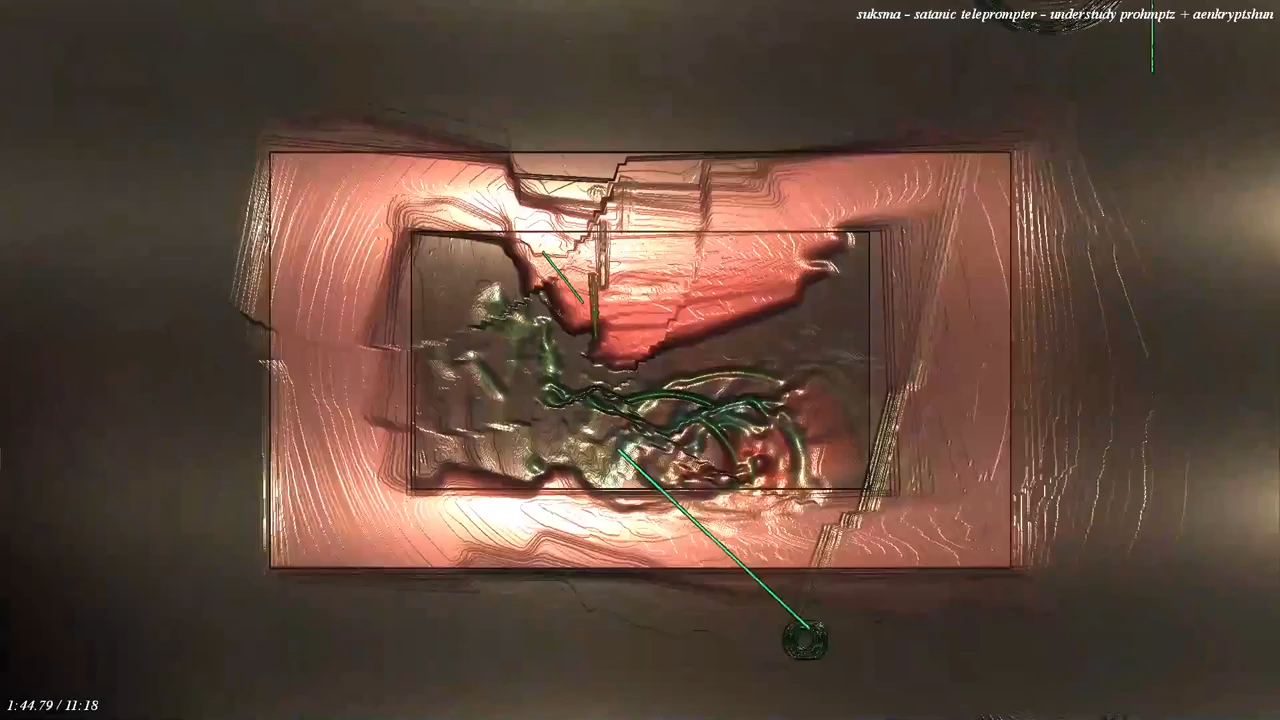 suksma - satanic teleprompter - understudy prohmptz + aenkryptshun
1:44.79 / 11:18